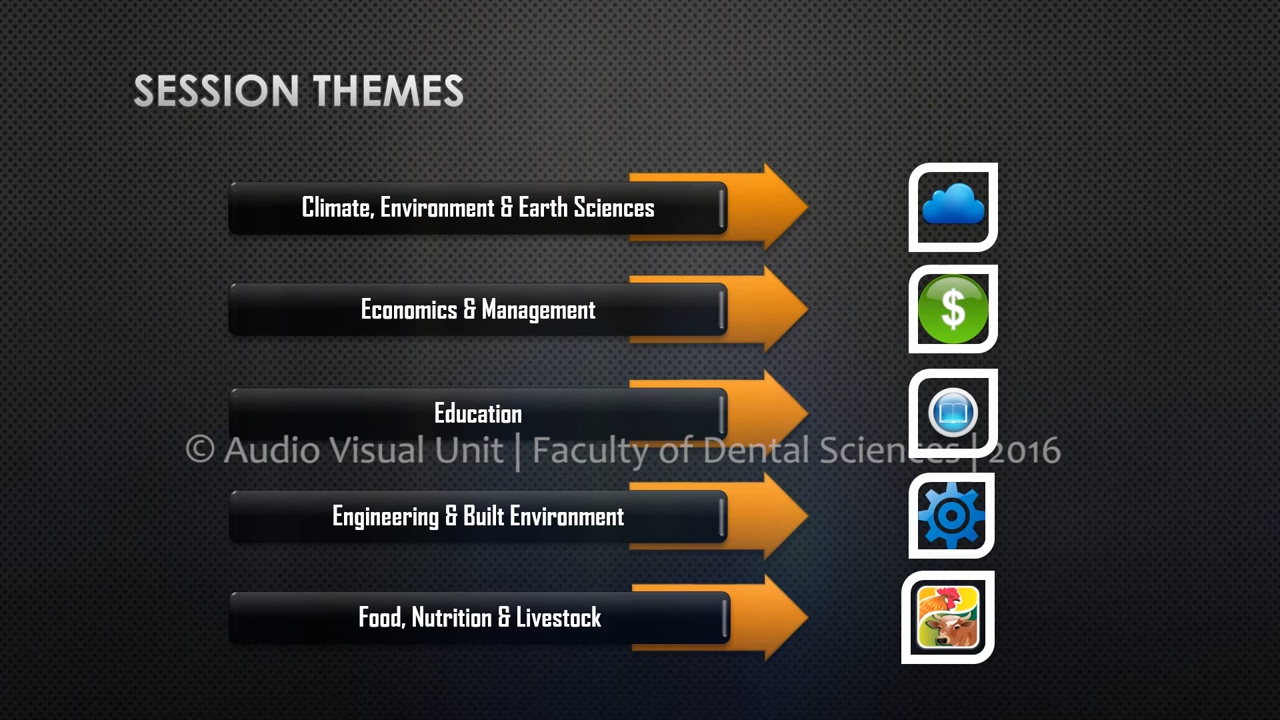 SESSION THEMES
Climate, Environment & Earth Sciences
Economics & Management
$
Education
© Audio Visual Unit | Faculty of Dental Sciences | 2016
Engineering & Built Environment
Food, Nutrition & Livestock